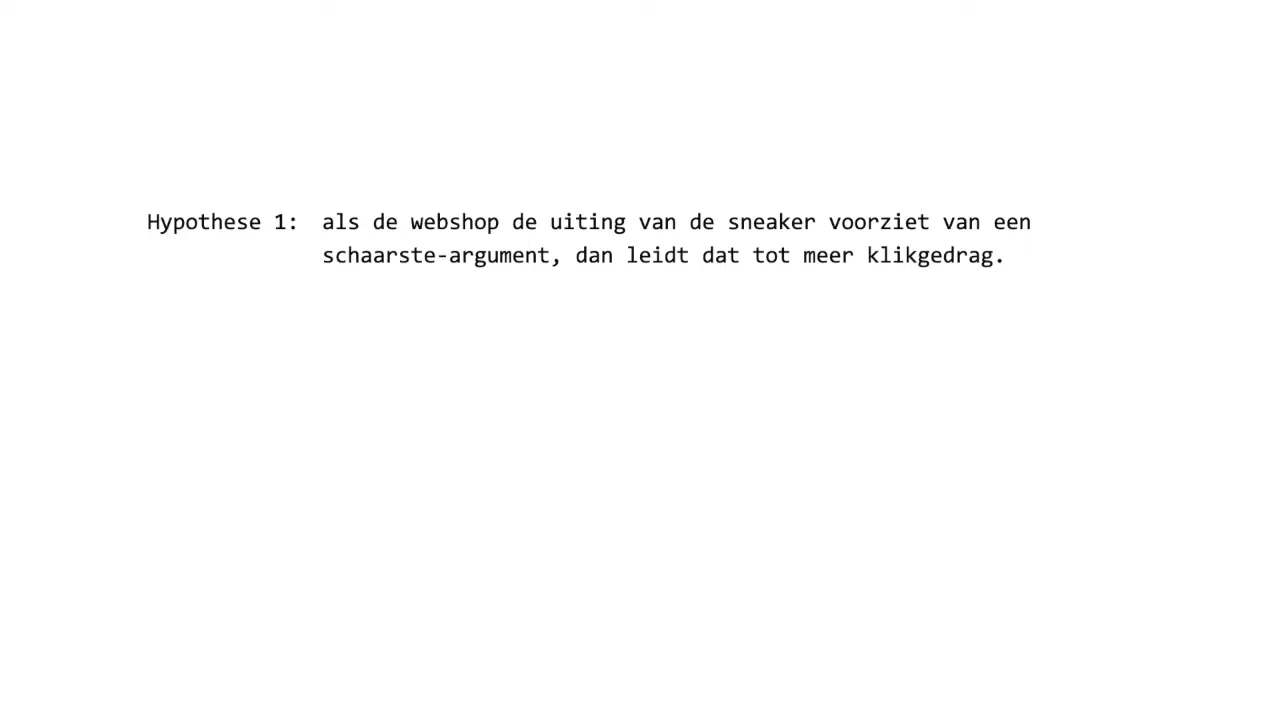 Hypothese 1: als de webshop de uiting van de sneaker voorziet van een
schaarste-argument, dan leidt dat tot meer klikgedrag.